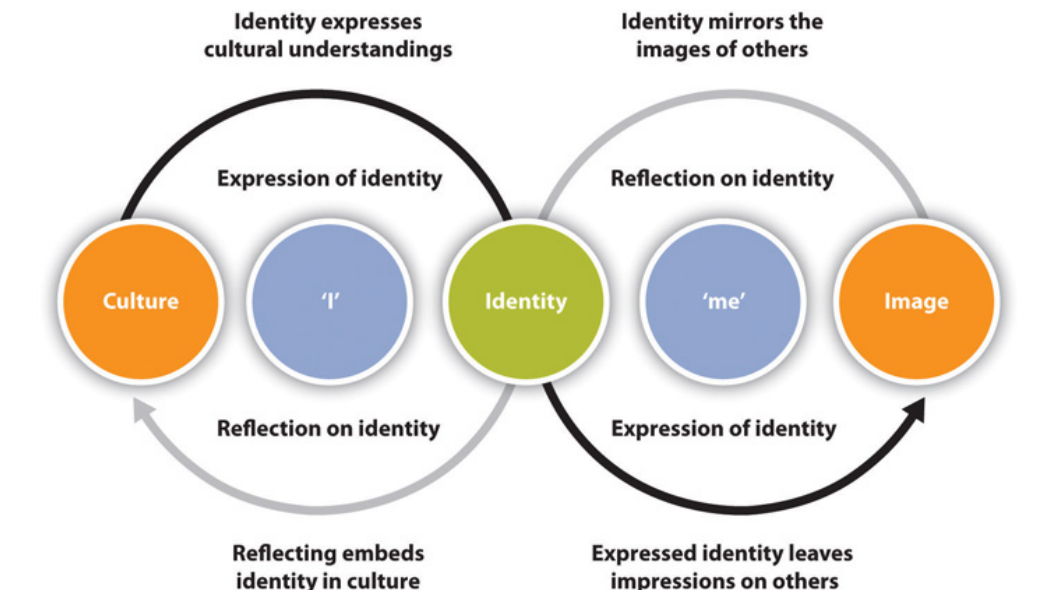 Identity expresses
cultural understandings
Identity mirrors the
images of others
Expression of identity
Reflection on identity
Culture
‘I’
Identity
‘me’
Image
Reflection on identity
Expression of identity
Reflecting embeds
identity in culture
Expressed identity leaves
impressions on others